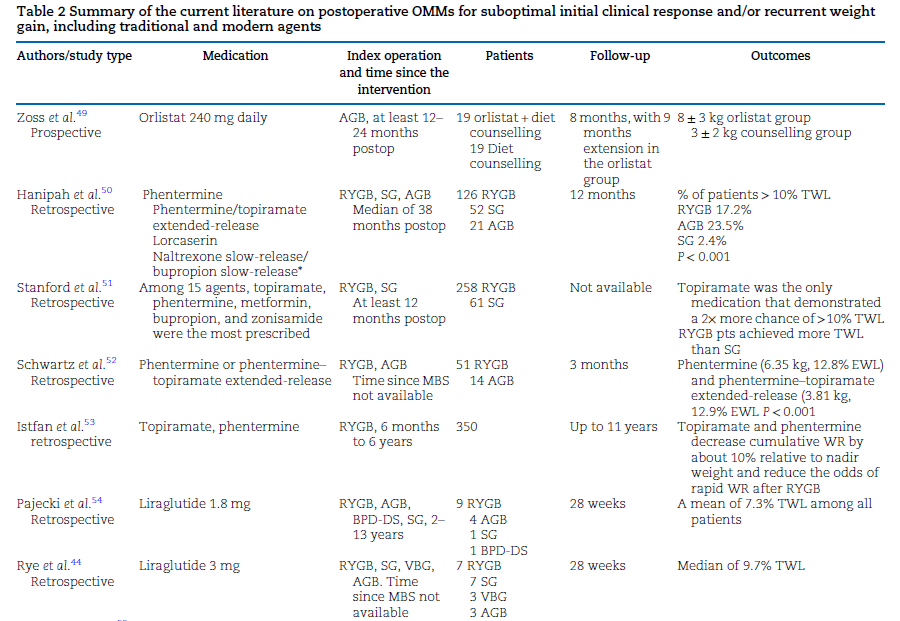 Table 2 Summary of the current literature on postoperative OMMs for suboptimal initial clinical response and/or recurrent weight
gain, including traditional and modern agents
Authors/study type Medication Index operation and time since the intervention Patients Follow-up Outcomes
Zoss et al.49 Orlistat 240 mg daily AGB, at least 12– 19 orlistat + diet 8 months, with 9 8 ± 3 kg orlistat group
Prospective 24 months counselling months 3 ± 2 kg counselling group
postop 19 Diet extension in
counselling the orlistat
group
Hanipah et al.50 Phentermine RYGB, SG, AGB 126 RYGB 12 months % of patients > 10% TWL
Retrospective Phentermine/topiramate Median of 38 52 SG RYGB 17.2%
extended-release months postop 21 AGB AGB 23.5%
Lorcaserin SG 2.4%
Naltrexone slow-release/ P < 0.001
bupropion slow-release*
Stanford et al.51 Among 15 agents, topiramate, RYGB, SG 258 RYGB Not available Topiramate was the only
Retrospective phentermine, metformin, At least 12 61 SG medication that demonstrated
bupropion, and zonisamide months postop a 2x more chance of >10% TWL
were the most prescribed RYGB pts achieved more TWL
than SG
Schwartz et al.52 Phentermine or phentermine– RYGB, AGB 51 RYGB 3 months Phentermine (6.35 kg, 12.8% EWL)
Retrospective topiramate extended-release Time since MBS 14 AGB and phentermine–topiramate
not available extended-release (3.81 kg,
12.9% EWL P < 0.001
Istfan et al.53 Topiramate, phentermine RYGB, 6 months 350 Up to 11 years Topiramate and phentermine
retrospective to 6 years decrease cumulative WR by
about 10% relative to nadir
weight and reduce the odds of
rapid WR after RYGB
Pajecki et al.54 Liraglutide 1.8 mg RYGB, AGB, 9 RYGB 28 weeks A mean of 7.3% TWL among all
Retrospective BPD-DS, SG, 2– 4 AGB patients
13 years 1 SG
1 BPD-DS
Rye et al.44 Liraglutide 3 mg RYGB, SG, VBG, 7 RYGB 28 weeks Median of 9.7% TWL
Retrospective AGB. Time 7 SG
since MBS not 3 VBG
available 3 AGB